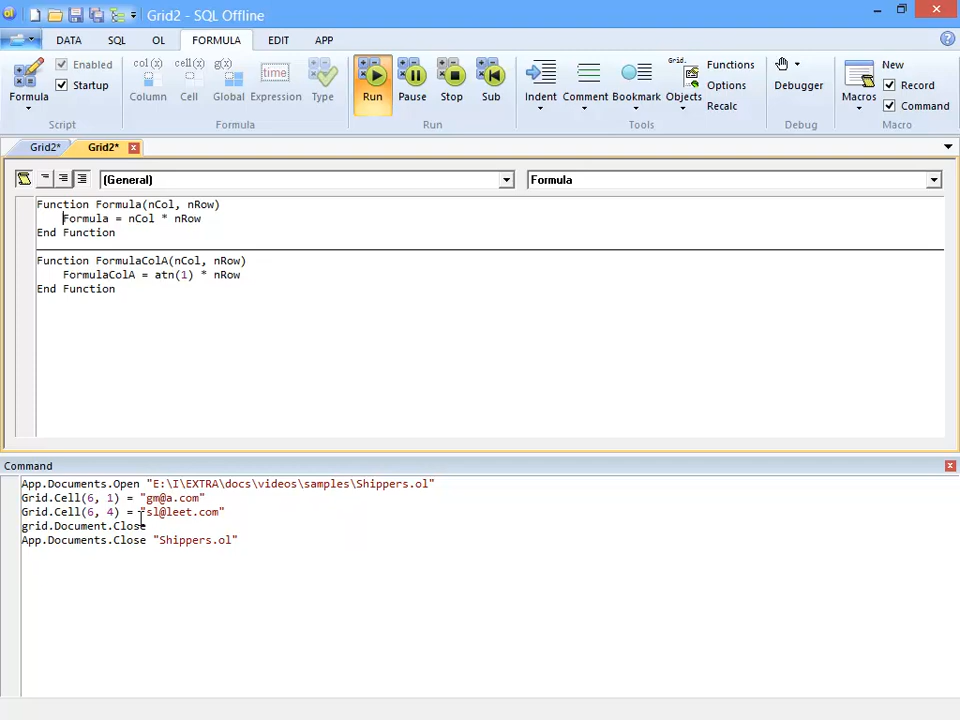 Grid2 - SQL Offline
DATA SQL OL FORMULA EDIT APP
Formula
Enabled
Startup
Script
col(x) cell(x) g(x) time
Column Cell Global Expression Type
Formula
Run Pause Stop Sub
Run
Indent Comment Bookmark
Grid.
Objects
Functions
Options
Recalc
Tools
Debugger
Debug
Macros
New
Record
Command
Macro
Grid2* Grid2*
(General) Formula
Function Formula(nCol, nRow)
Formula = nCol * nRow
End Function
Function FormulaColA(nCol, nRow)
FormulaColA = atn(1) * nRow
End Function
Command
App.Documents.Open "E:\I\EXTRA\docs\videos\samples\Shippers.ol"
Grid.Cell(6, 1) = "gm@a.com"
Grid.Cell(6, 4) = "sl@leet.com"
grid.Document.Close
App.Documents.Close "Shippers.ol"